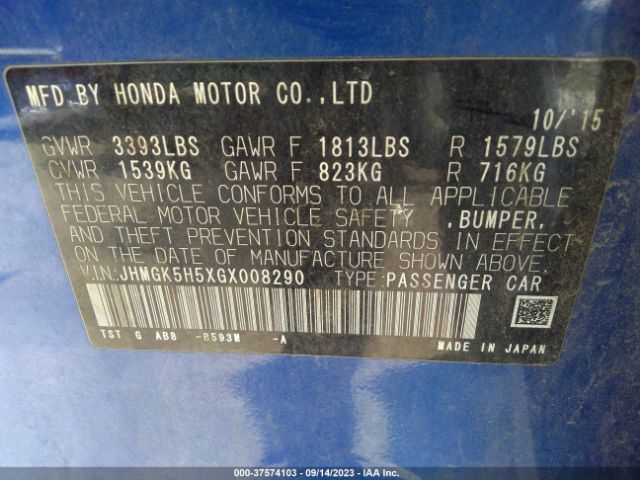 MFD.BY HONDA MOTOR CO.,LTD
10/'15
GVWR 3393LBS GAWR F 1813LBS R 1579LBS
GVWR 1539KG GAWR F 823KG R 716KG
THIS VEHICLE CONFORMS TO ALL APPLICABLE
FEDERAL MOTOR VEHICLE SAFETY ,BUMPER,
AND THEFT PREVENTION STANDARDS IN EFFECT
ON THE DATE OF MANUFACTURE SHOWN ABOVE.
V.I.N:JHMGK5H5XGX008290 TYPE:PASSENGER CAR
TST G AB8 -B593M -A
MADE IN JAPAN
000-37574103 - 09/14/2023 - IAA Inc.